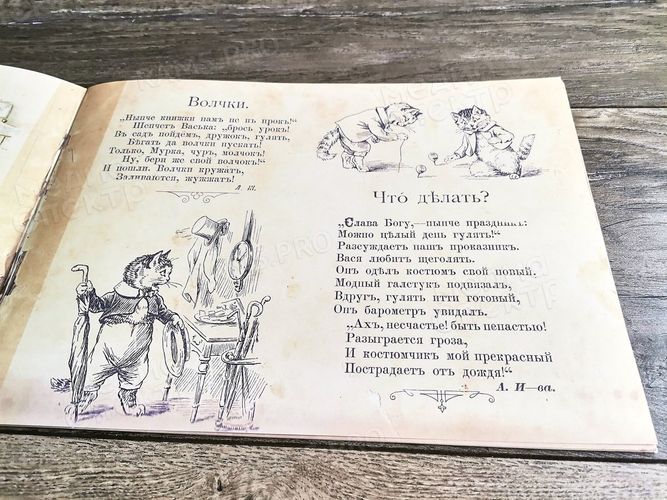 Волчки.
„Нынче книжки намъ не въ прокъ!“
Шепчетъ Васька: „брось урокъ!
Въ садъ пойдёмъ, дружокъ, гулять,
Бѣгать да волчки пускать!
Только, Мурка, чуръ, молчокъ!
Ну, бери же свой волчокъ!“
И пошли. Волчки кружать,
Заливаются, жужжатъ!
Что дѣлать?
„Слава Богу,—нынче праздникъ:
Можно цѣлый день гулять!“
Разсуждаетъ нашъ проказникъ.
Вася любитъ щеголять.
Онъ одѣлъ костюмъ свой новый.
Модный галстукъ подвязалъ,
Вдругъ, гулять итти готовый,
Онъ барометръ увидалъ.
„Ахъ, несчастье! быть ненастью!
Разыграется гроза,
И костюмчикъ мой прекрасный
Пострадаетъ отъ дождя!“
А. И—ва.